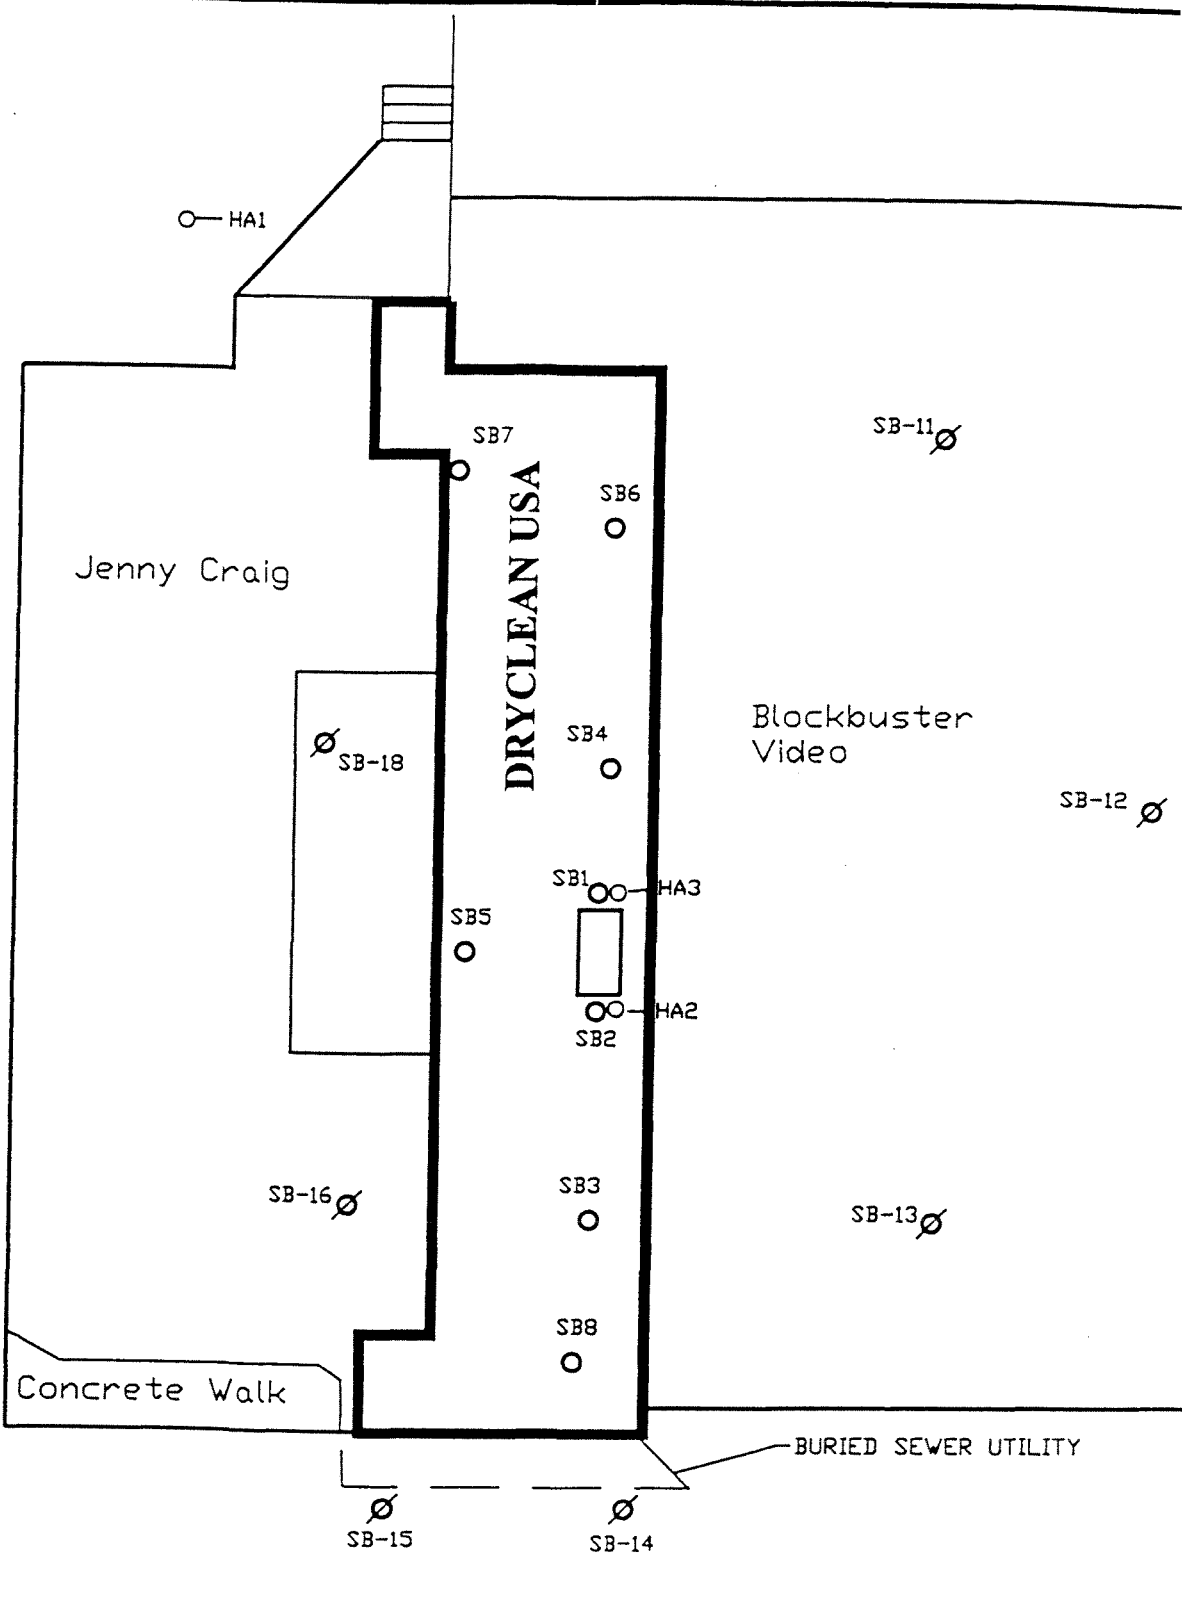 HA1
SB-11
SB7
SB6
DRYCLEAN USA
Jenny Craig
Blockbuster
Video
SB4
SB-18
SB-12
SB1
HA3
SB5
HA2
SB2
SB3
SB-16
SB-13
SB8
Concrete Walk
BURIED SEWER UTILITY
SB-15
SB-14